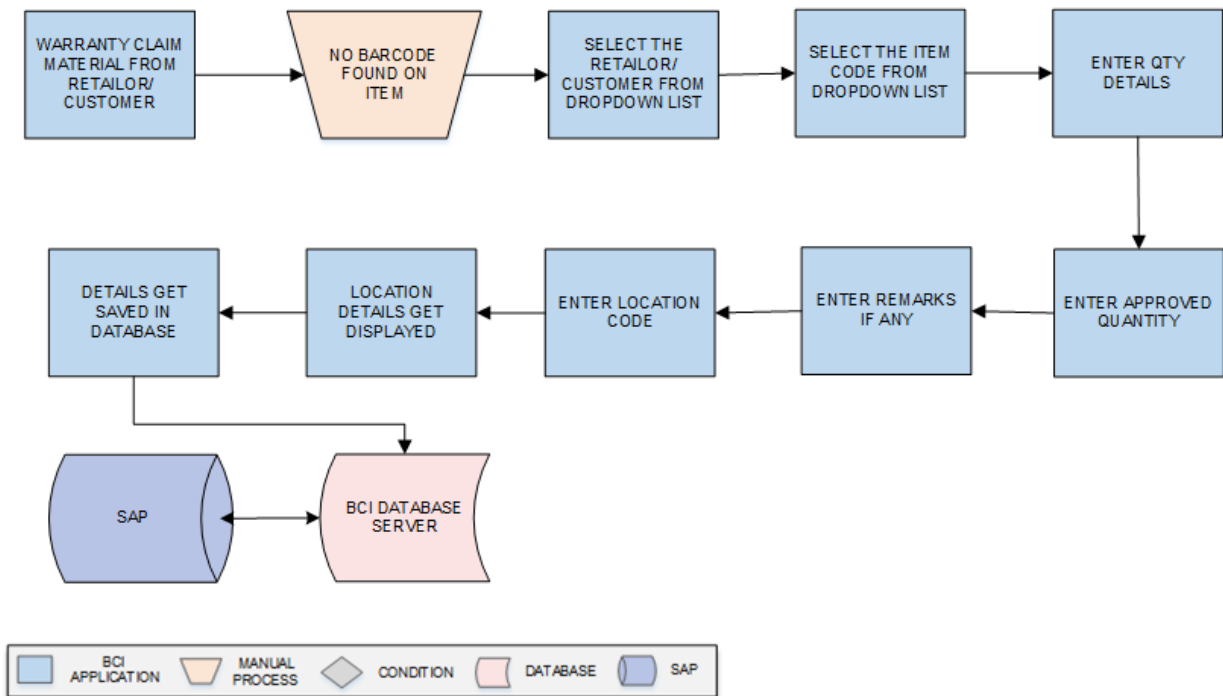 WARRANTY CLAIM
MATERIAL FROM
RETAILOR/
CUSTOMER
NO BARCODE
FOUND ON
ITEM
SELECT THE
RETAILOR/
CUSTOMER FROM
DROPDOWN LIST
SELECT THE ITEM
CODE FROM
DROPDOWN LIST
ENTER QTY
DETAILS
ENTER APPROVED
QUANTITY
ENTER REMARKS
IF ANY
ENTER LOCATION
CODE
LOCATION
DETAILS GET
DISPLAYED
DETAILS GET
SAVED IN
DATABASE
BCI DATABASE
SERVER
SAP
BCI
APPLICATION
MANUAL
PROCESS
CONDITION
DATABASE
SAP